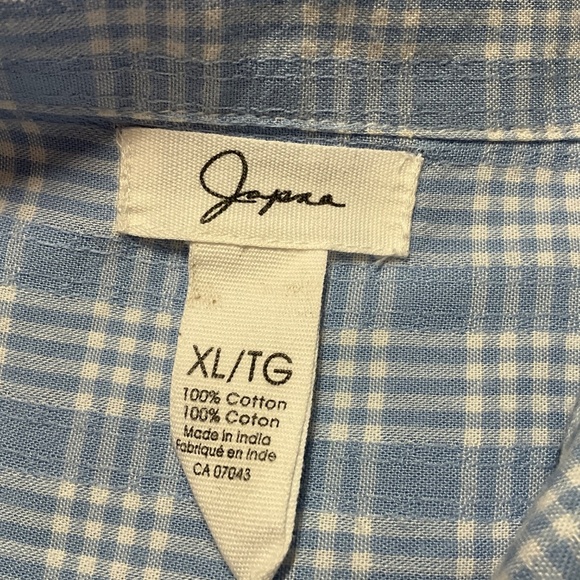 Japna
XL/TG
100% Cotton
100% Coton
Made in India
Fabriqué en Inde
CA 07043